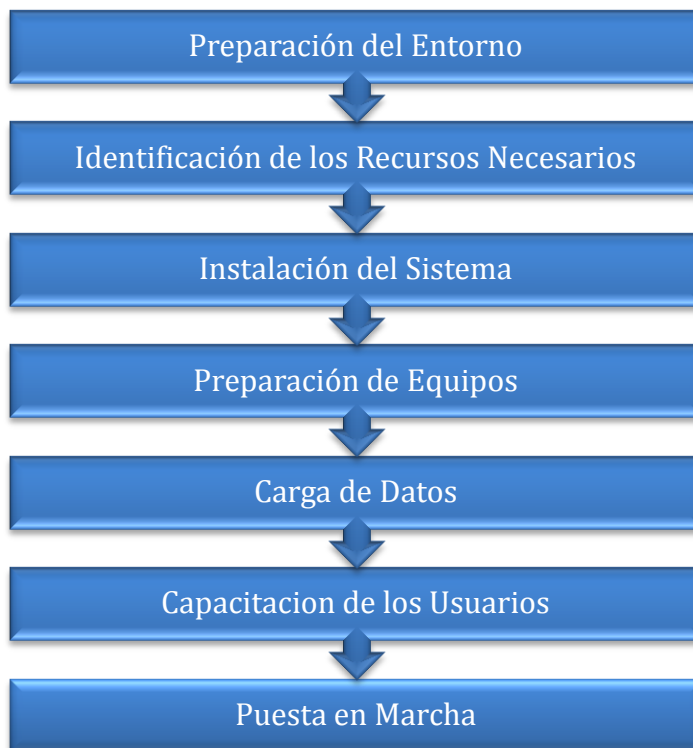 Preparación del Entorno
Identificación de los Recursos Necesarios
Instalación del Sistema
Preparación de Equipos
Carga de Datos
Capacitacion de los Usuarios
Puesta en Marcha